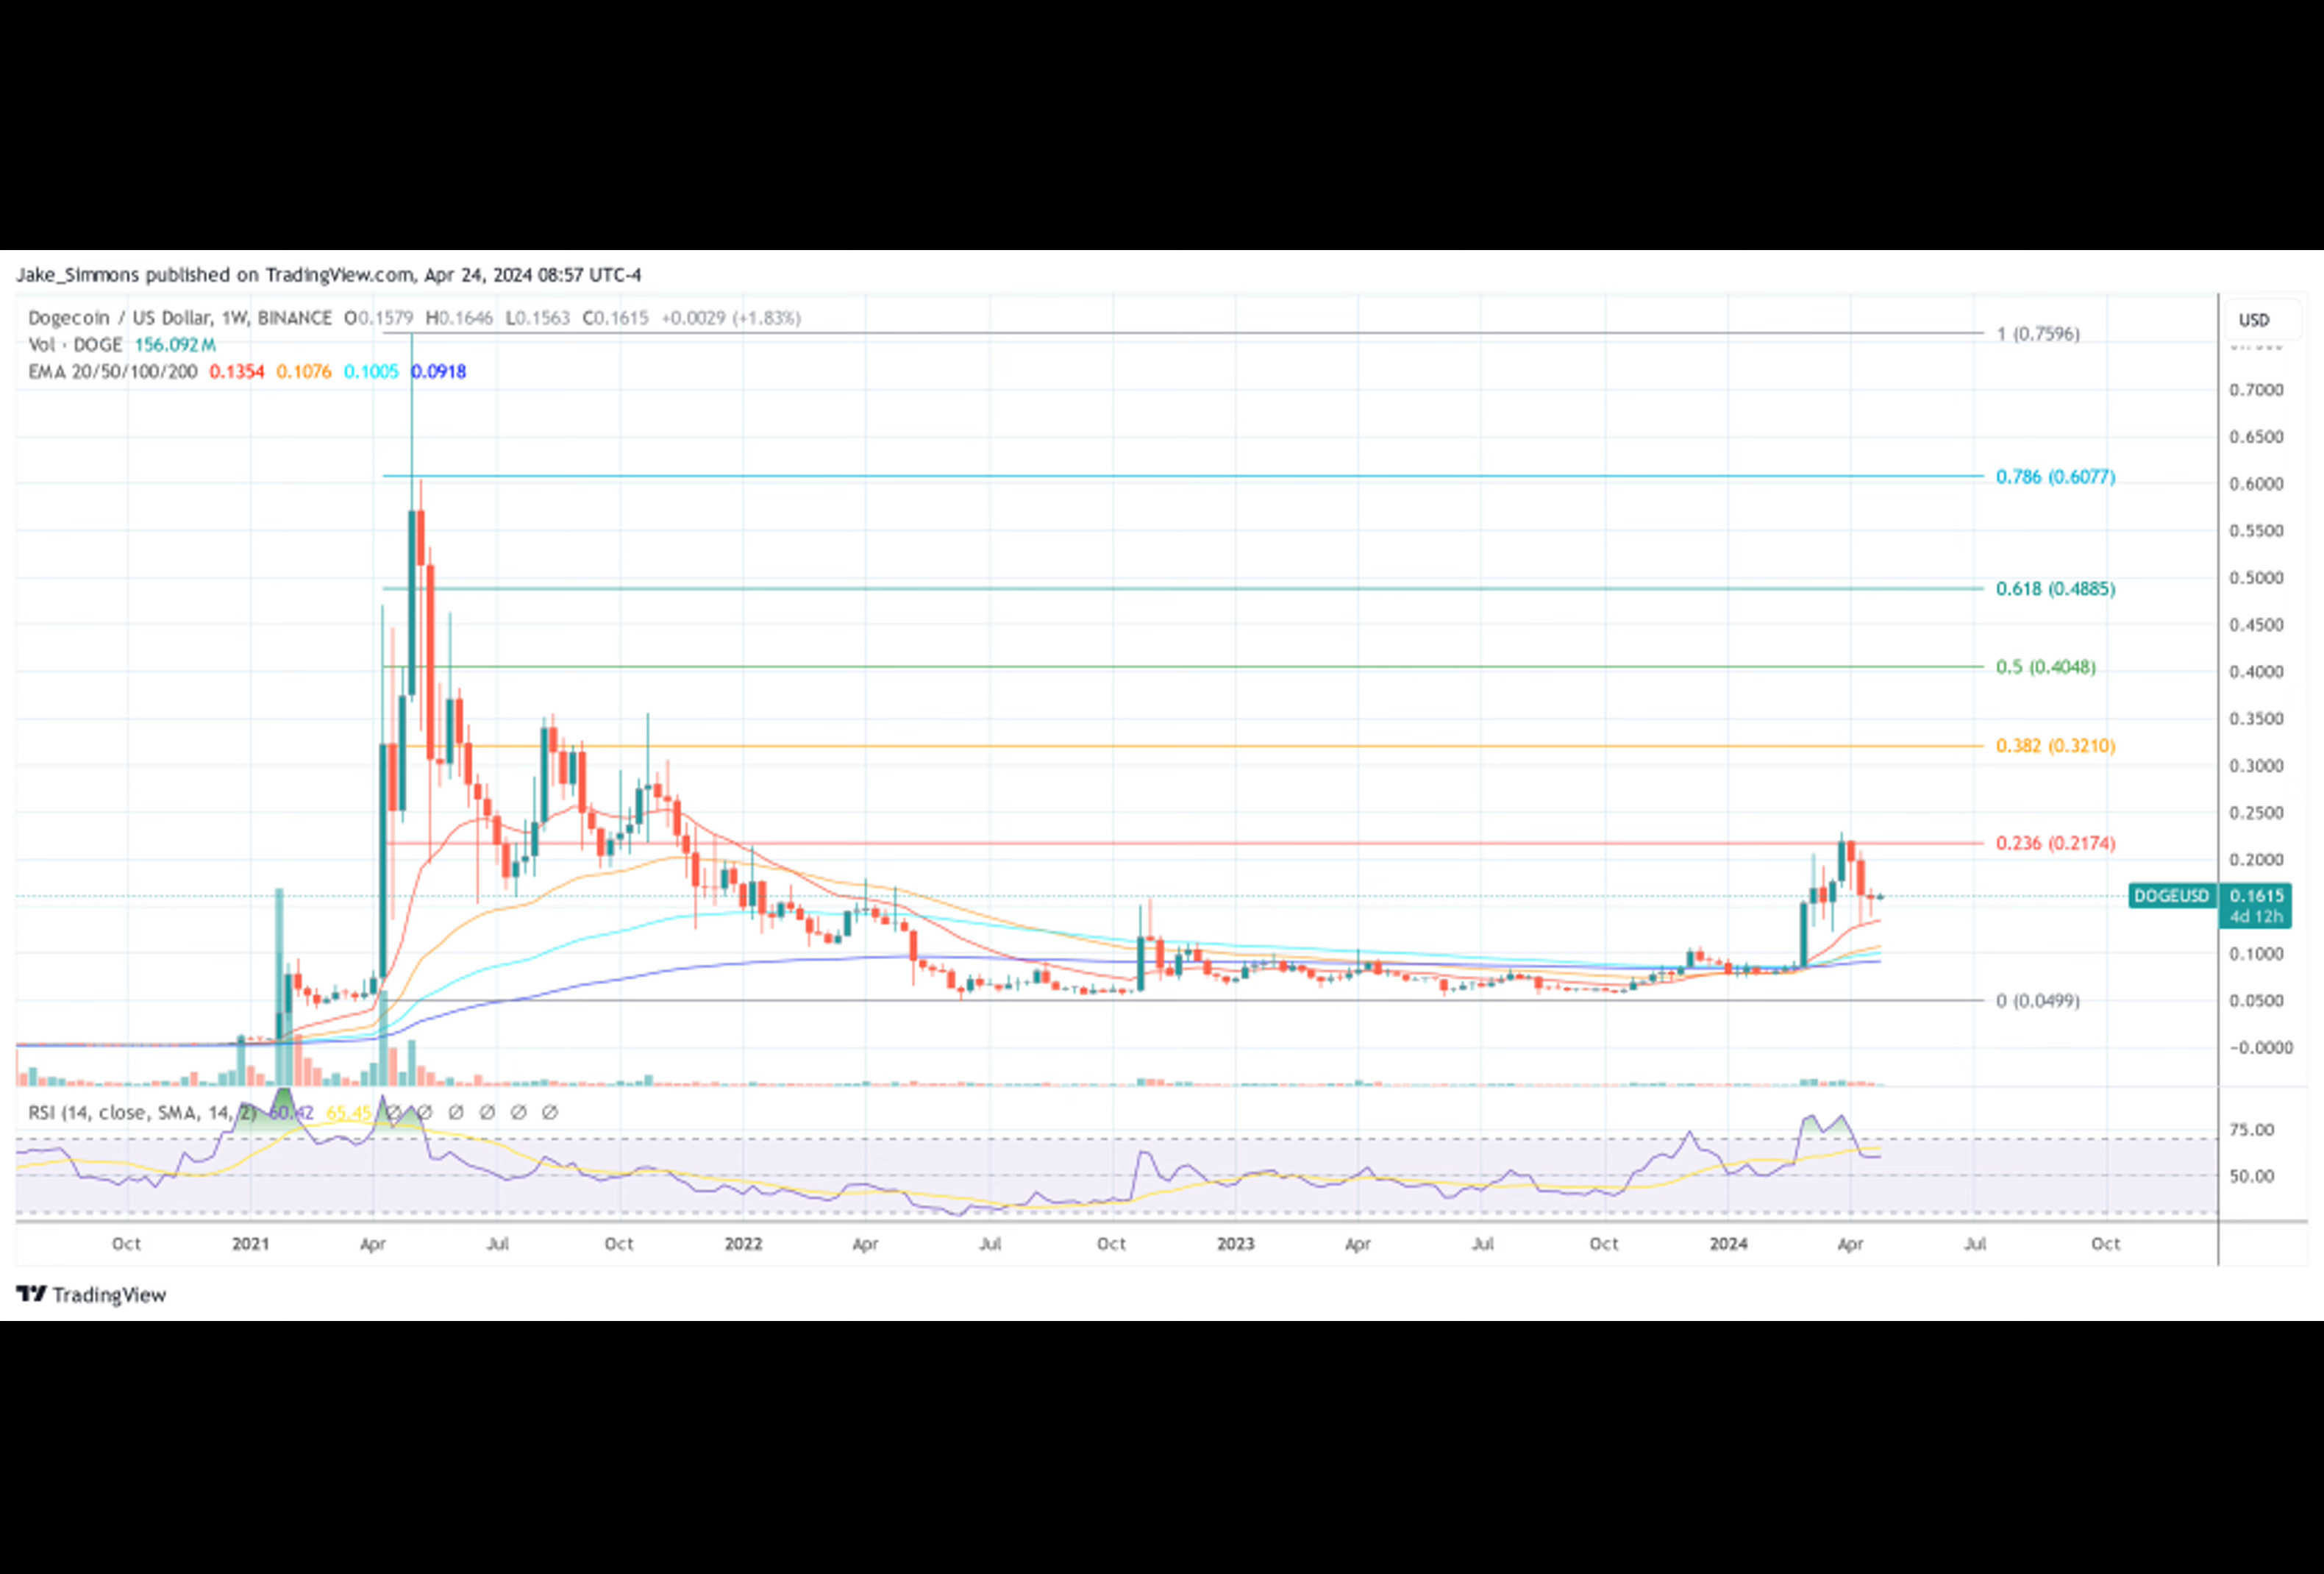 Jake_Simmons published on TradingView.com, Apr 24, 2024 08:57 UTC-4
Dogecoin / US Dollar, 1W, BINANCE O0.1579 H0.1646 L0.1563 C0.1615 +0.0029 (+1.83%)
Vol · DOGE 156.092M
EMA 20/50/100/200 0.1354 0.1076 0.1005 0.0918
USD
1 (0.7596)
0.7000
0.6500
0.786 (0.6077)
0.6000
0.5500
0.5000
0.618 (0.4885)
0.4500
0.5 (0.4048)
0.4000
0.3500
0.382 (0.3210)
0.3000
0.2500
0.236 (0.2174)
0.2000
DOGEUSD 0.1615
4d 12h
0.1000
0 (0.0499)
0.0500
−0.0000
RSI (14, close, SMA, 14, 2) 60.42 65.45 ∅ ∅ ∅ ∅ ∅ ∅
75.00
50.00
Oct 2021 Apr Jul Oct 2022 Apr Jul Oct 2023 Apr Jul Oct 2024 Apr Jul Oct
TradingView